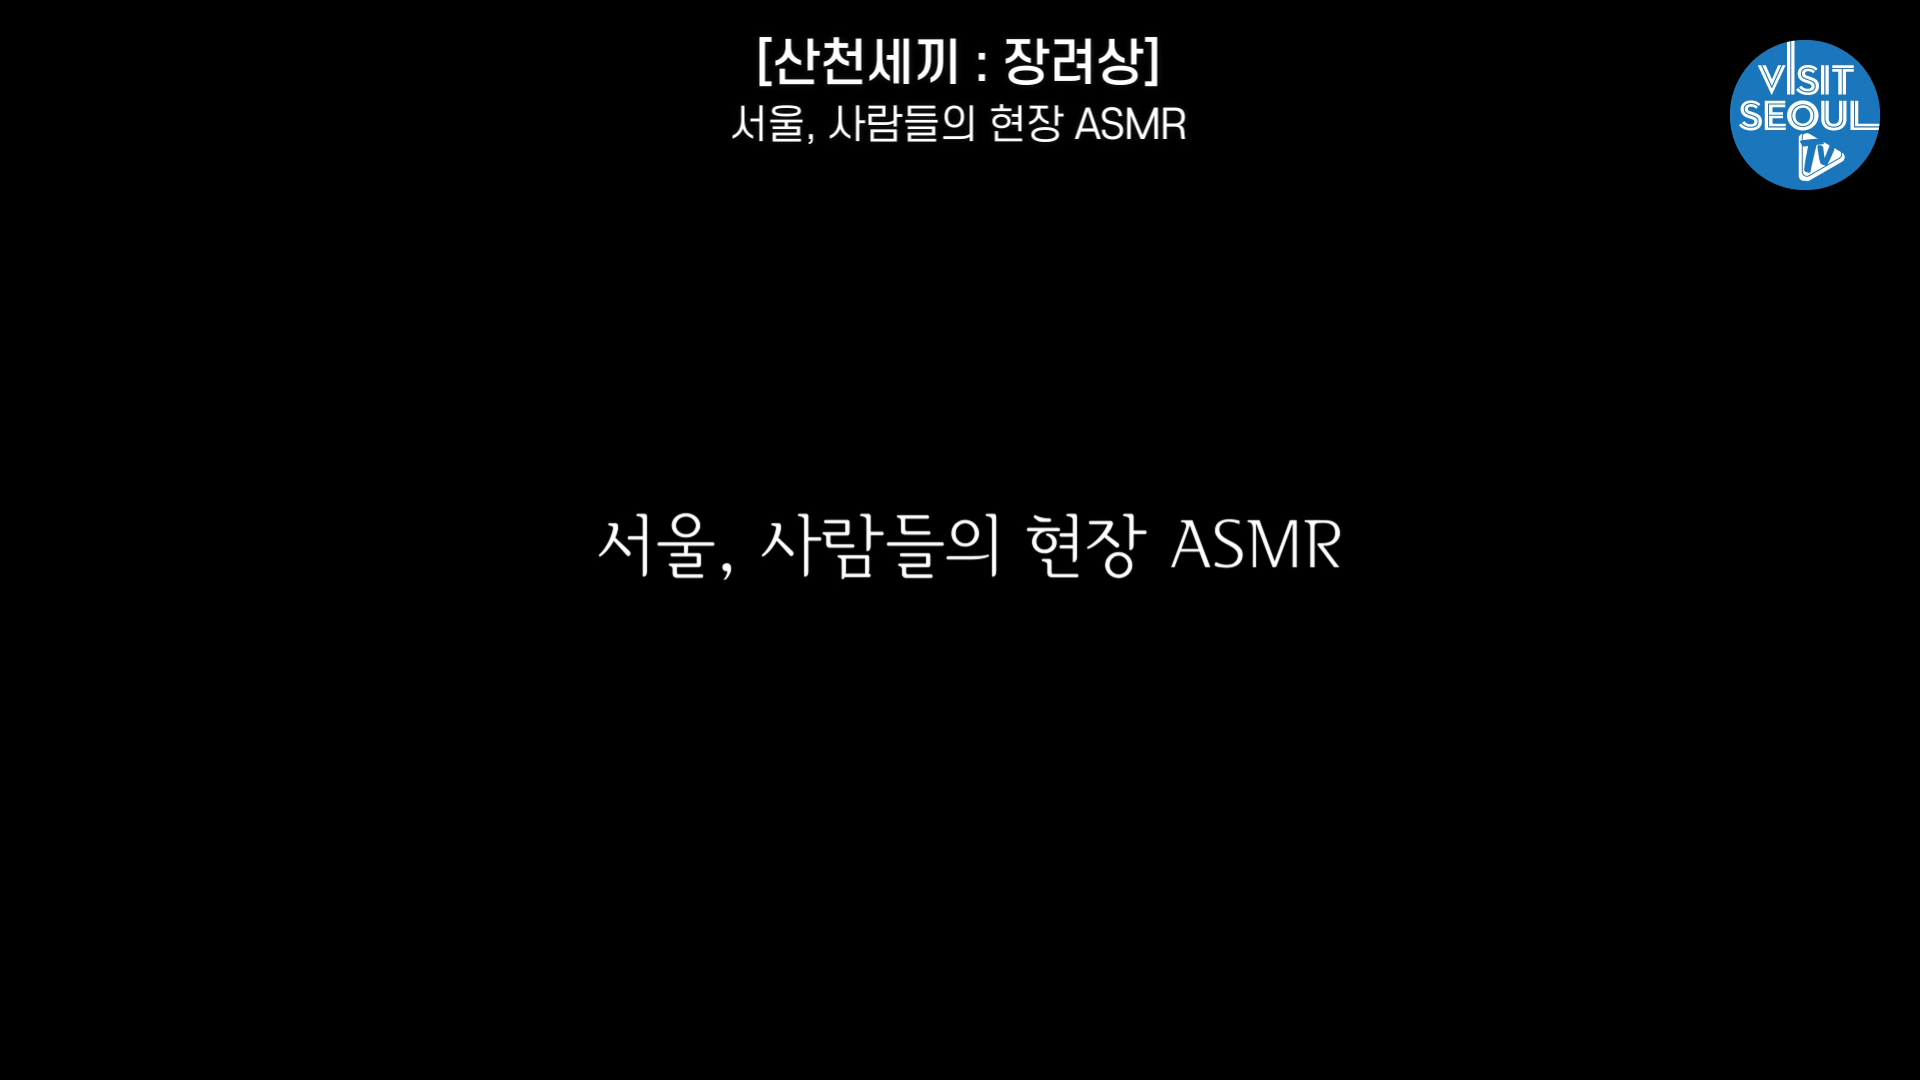 [산천세끼 : 장려상]
서울, 사람들의 현장 ASMR
VISIT
SEOUL
TV
서울, 사람들의 현장 ASMR